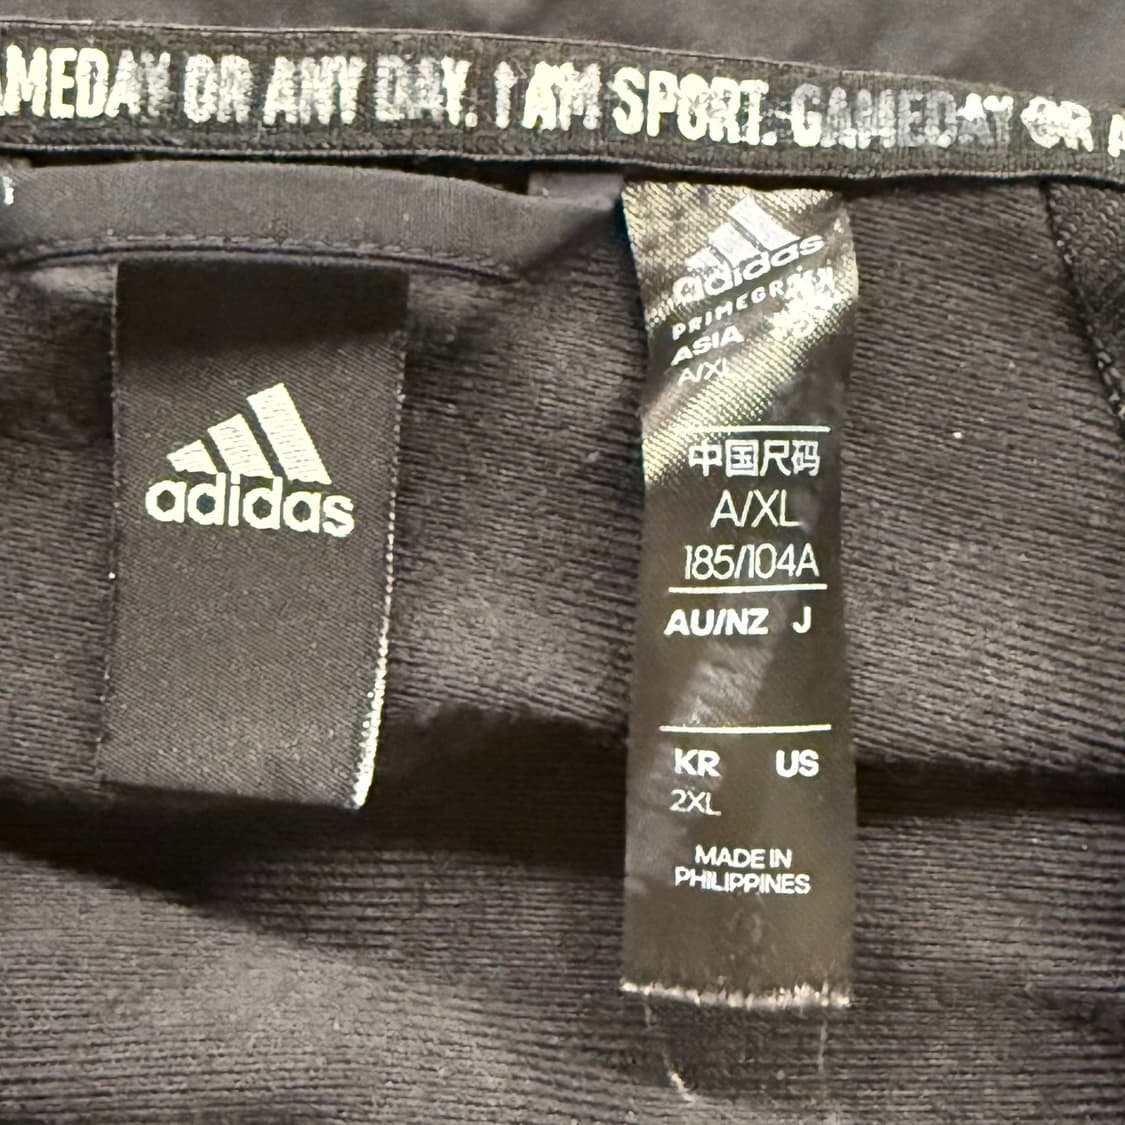 AMEDAY OR ANY DAY. I AM SPORT. GAMEDAY OR A
adidas
adidas
PRIMEGREEN
ASIA
A/XL
中国尺码
A/XL
185/104A
AU/NZ J
KR US
2XL
MADE IN
PHILIPPINES